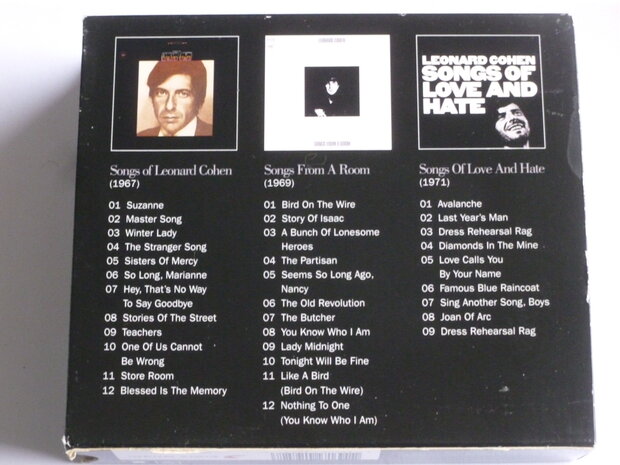 LEONARD COHEN
SONGS FROM A ROOM
LEONARD COHEN
SONGS OF
LOVE AND
HATE
Songs of Leonard Cohen
(1967)
01 Suzanne
02 Master Song
03 Winter Lady
04 The Stranger Song
05 Sisters Of Mercy
06 So Long, Marianne
07 Hey, That's No Way
To Say Goodbye
08 Stories Of The Street
09 Teachers
10 One Of Us Cannot
Be Wrong
11 Store Room
12 Blessed Is The Memory
Songs From A Room
(1969)
01 Bird On The Wire
02 Story Of Isaac
03 A Bunch Of Lonesome
Heroes
04 The Partisan
05 Seems So Long Ago,
Nancy
06 The Old Revolution
07 The Butcher
08 You Know Who I Am
09 Lady Midnight
10 Tonight Will Be Fine
11 Like A Bird
(Bird On The Wire)
12 Nothing To One
(You Know Who I Am)
Songs Of Love And Hate
(1971)
01 Avalanche
02 Last Year's Man
03 Dress Rehearsal Rag
04 Diamonds In The Mine
05 Love Calls You
By Your Name
06 Famous Blue Raincoat
07 Sing Another Song, Boys
08 Joan Of Arc
09 Dress Rehearsal Rag